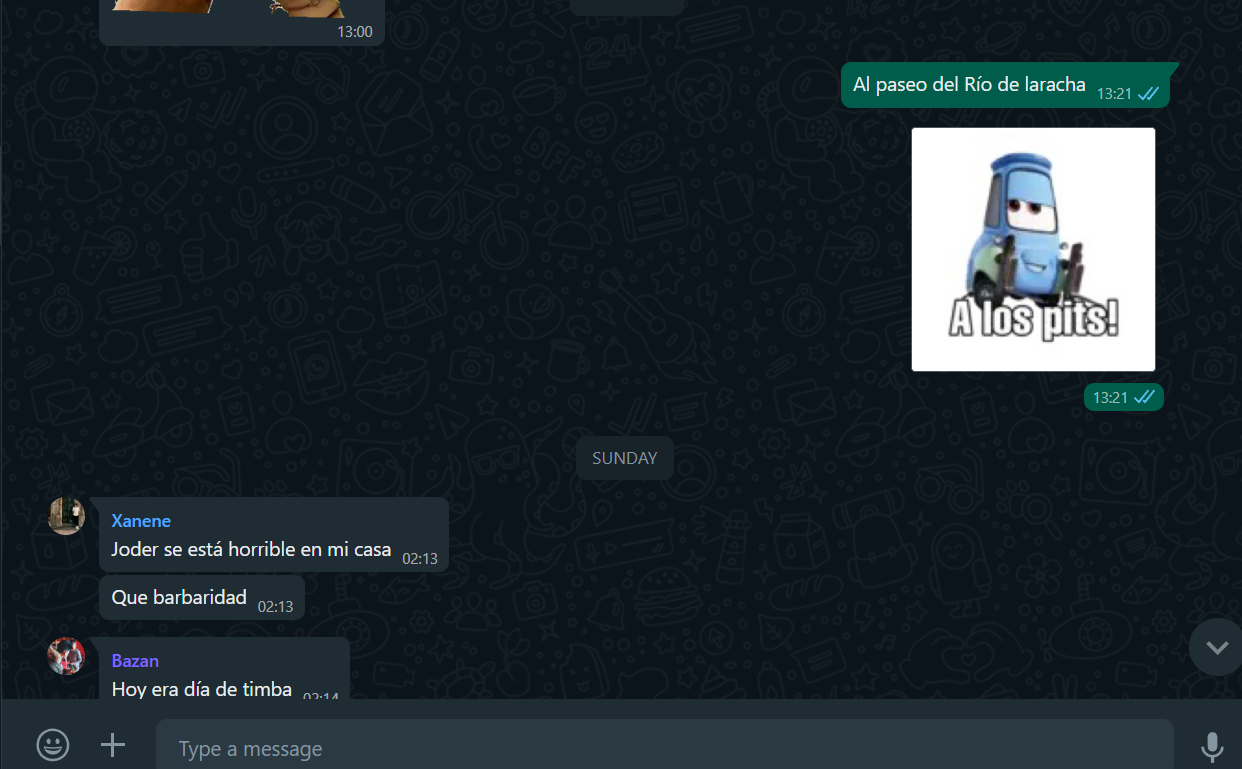 13:00
Al paseo del Río de laracha 13:21
A los pits!
13:21
SUNDAY
Xanene
Joder se está horrible en mi casa 02:13
Que barbaridad 02:13
Bazan
Hoy era día de timba 02:14
Type a message